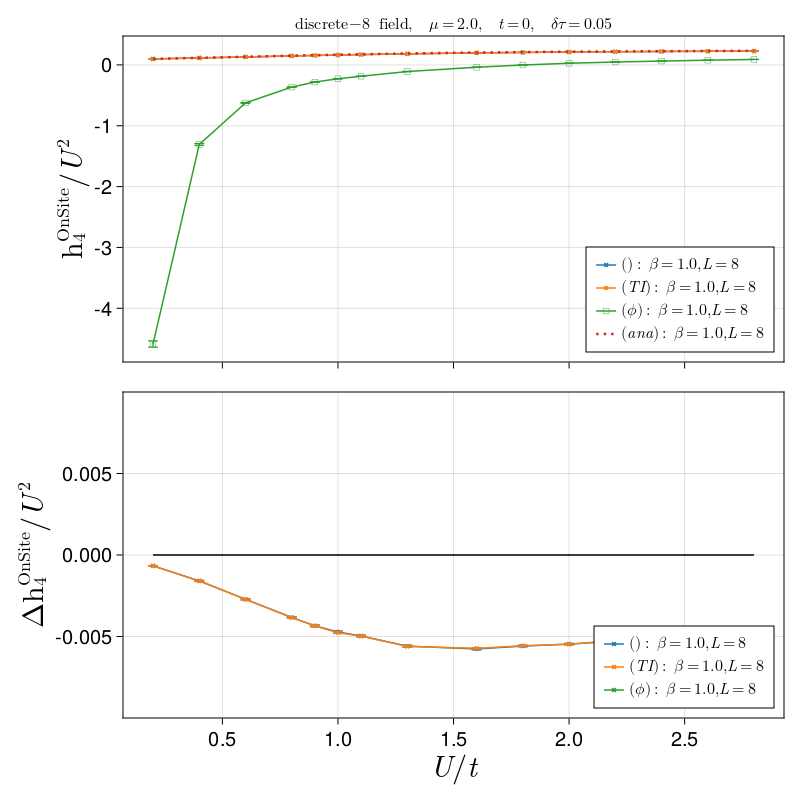 discrete−8 field, μ = 2.0, t = 0, δτ = 0.05
h₄^OnSite / U²
0
-1
-2
-3
-4
() : β = 1.0,L = 8
(TI) : β = 1.0,L = 8
(ϕ) : β = 1.0,L = 8
(ana) : β = 1.0,L = 8
Δh₄^OnSite / U²
0.005
0.000
-0.005
() : β = 1.0,L = 8
(TI) : β = 1.0,L = 8
(ϕ) : β = 1.0,L = 8
0.5 1.0 1.5 2.0 2.5
U/t